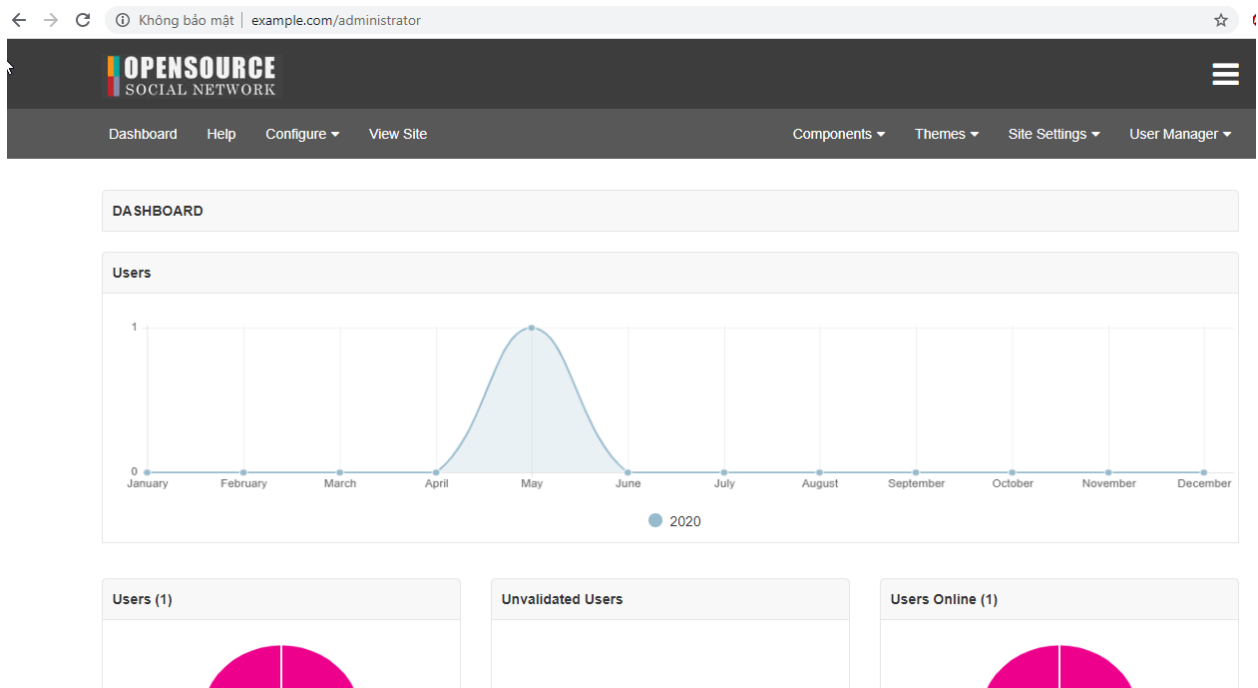 Không bảo mật | example.com/administrator
OPENSOURCE
SOCIAL NETWORK
Dashboard Help Configure View Site Components Themes Site Settings User Manager
DASHBOARD
Users
1
0
January February March April May June July August September October November December
2020
Users (1) Unvalidated Users Users Online (1)